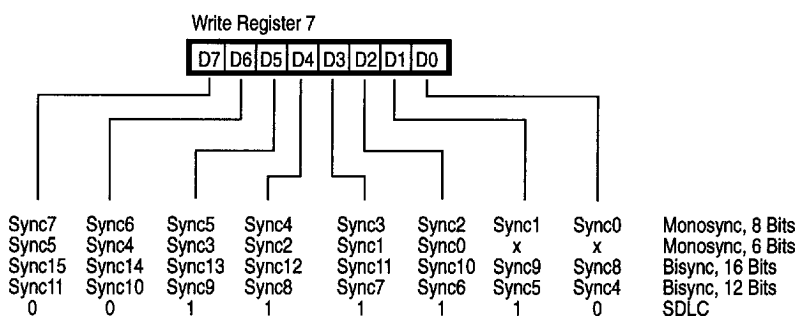 Write Register 7
D7 D6 D5 D4 D3 D2 D1 D0
Sync7 Sync6 Sync5 Sync4 Sync3 Sync2 Sync1 Sync0 Monosync, 8 Bits
Sync5 Sync4 Sync3 Sync2 Sync1 Sync0 x x Monosync, 6 Bits
Sync15 Sync14 Sync13 Sync12 Sync11 Sync10 Sync9 Sync8 Bisync, 16 Bits
Sync11 Sync10 Sync9 Sync8 Sync7 Sync6 Sync5 Sync4 Bisync, 12 Bits
0 0 1 1 1 1 1 0 SDLC